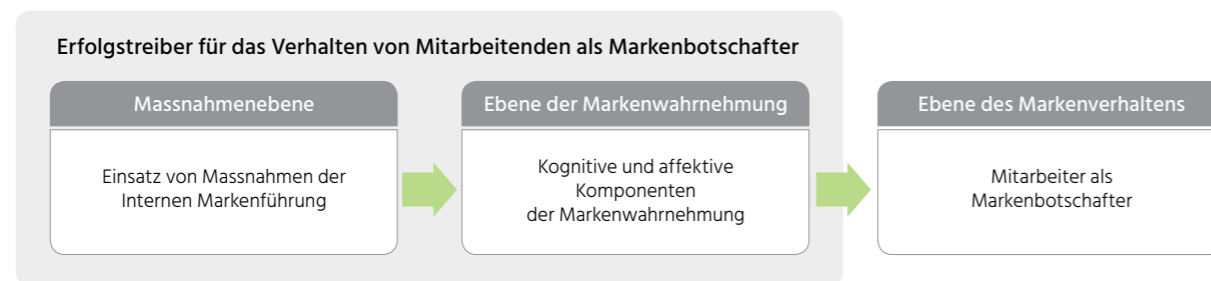 Erfolgstreiber für das Verhalten von Mitarbeitenden als Markenbotschafter
Massnahmenebene
Einsatz von Massnahmen der
Internen Markenführung
Ebene der Markenwahrnehmung
Kognitive und affektive
Komponenten
der Markenwahrnehmung
Ebene des Markenverhaltens
Mitarbeiter als
Markenbotschafter